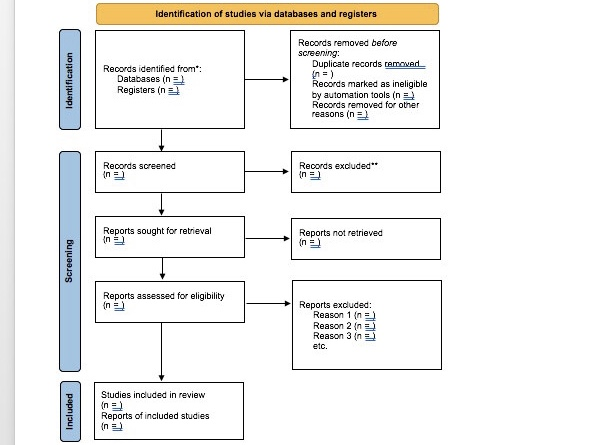 Identification of studies via databases and registers
Identification
Records identified from*:
Databases (n = )
Registers (n = )
Records removed before
screening:
Duplicate records removed
(n = )
Records marked as ineligible
by automation tools (n = )
Records removed for other
reasons (n = )
Screening
Records screened
(n = )
Records excluded**
(n = )
Reports sought for retrieval
(n = )
Reports not retrieved
(n = )
Reports assessed for eligibility
(n = )
Reports excluded:
Reason 1 (n = )
Reason 2 (n = )
Reason 3 (n = )
etc.
Included
Studies included in review
(n = )
Reports of included studies
(n = )